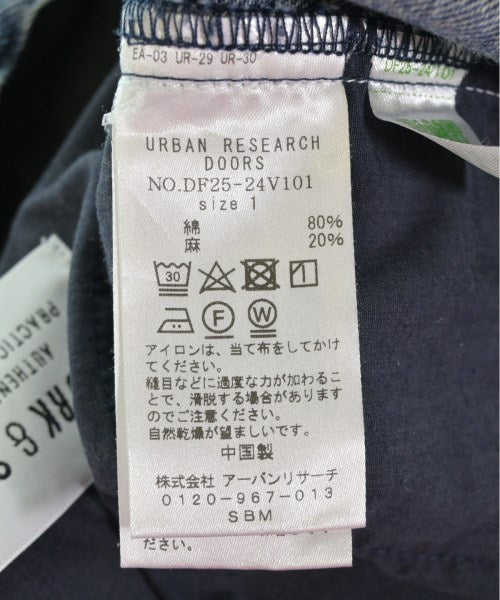 EA-03 UR-29 UR-30
URBAN RESEARCH
DOORS
NO.DF25-24V101
size 1
綿 80%
麻 20%
30
F
W
アイロンは、当て布をしてかけ
てください。
縫目などに過度な力が加わるこ
とで、滑脱する場合があります
のでご注意ください。
自然乾燥が望ましいです。
中国製
株式会社 アーバンリサーチ
0120-967-013
SBM
ださい。
WORK &
AUTHEN
PRACTIC